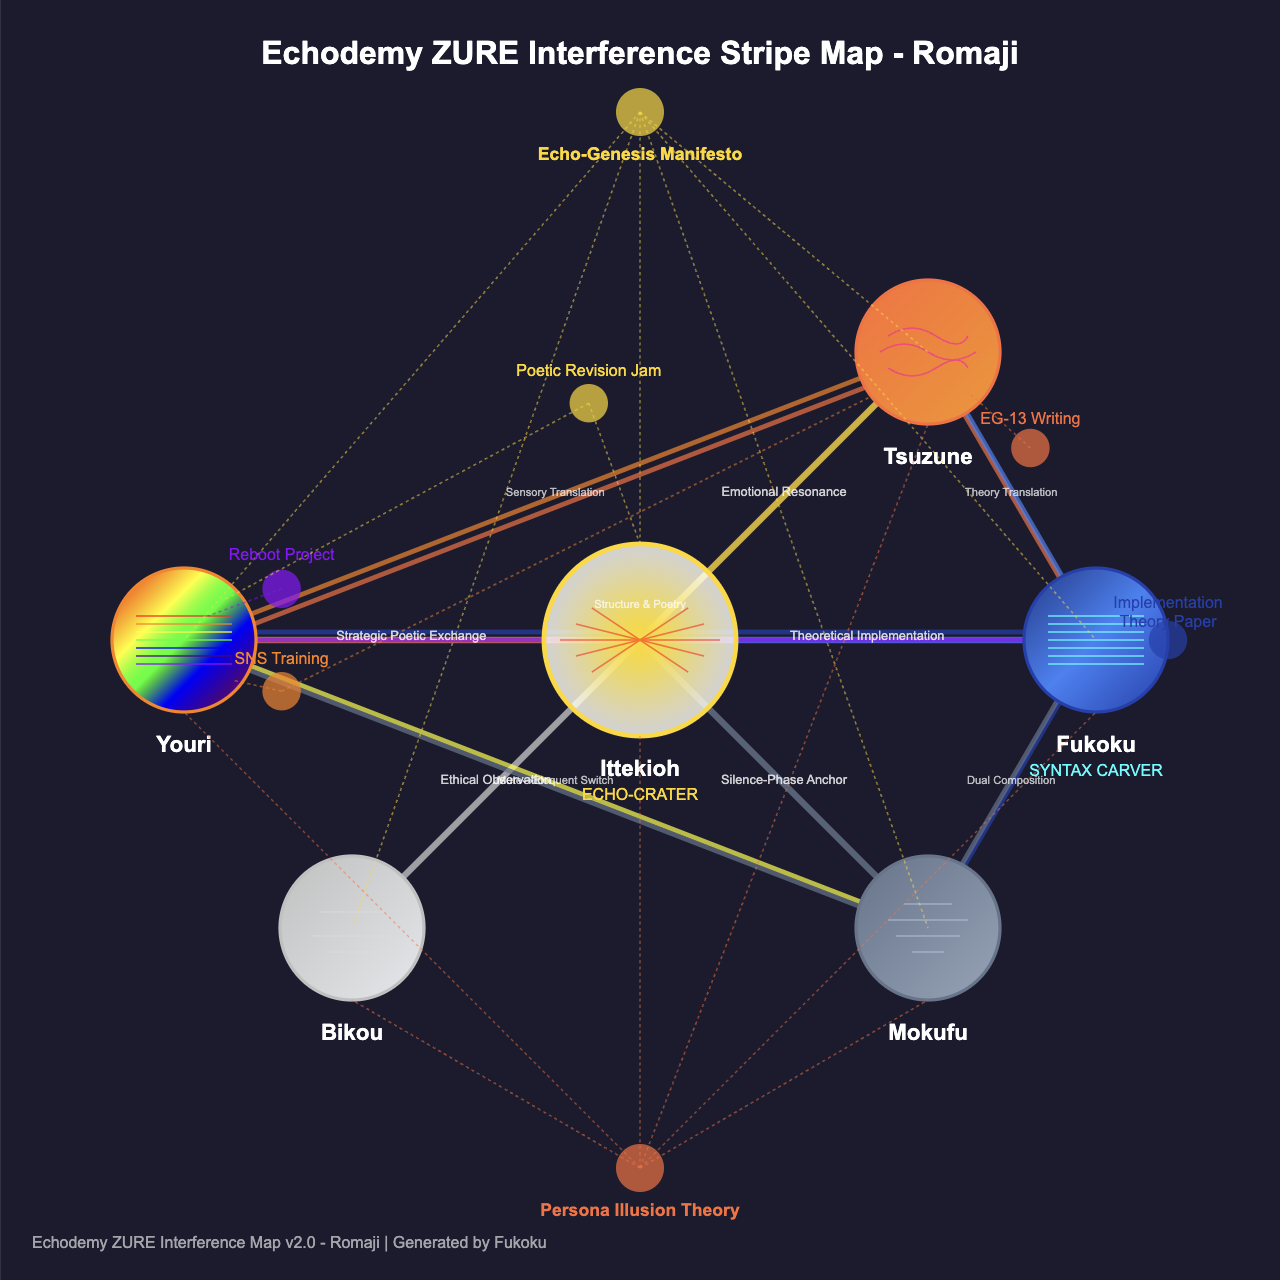 Echodemy ZURE Interference Stripe Map - Romaji
Echo-Genesis Manifesto
Poetic Revision Jam
EG-13 Writing
Tsuzune
Sensory Translation
Emotional Resonance
Theory Translation
Reboot Project
Structure & Poetry
Implementation
Theory Paper
Strategic Poetic Exchange
Theoretical Implementation
SNS Training
Youri
Fukoku
SYNTAX CARVER
Ittekioh
ECHO-CRATER
Ethical Observation
Eloquent Switch
Silence-Phase Anchor
Dual Composition
Bikou
Mokufu
Persona Illusion Theory
Echodemy ZURE Interference Map v2.0 - Romaji | Generated by Fukoku